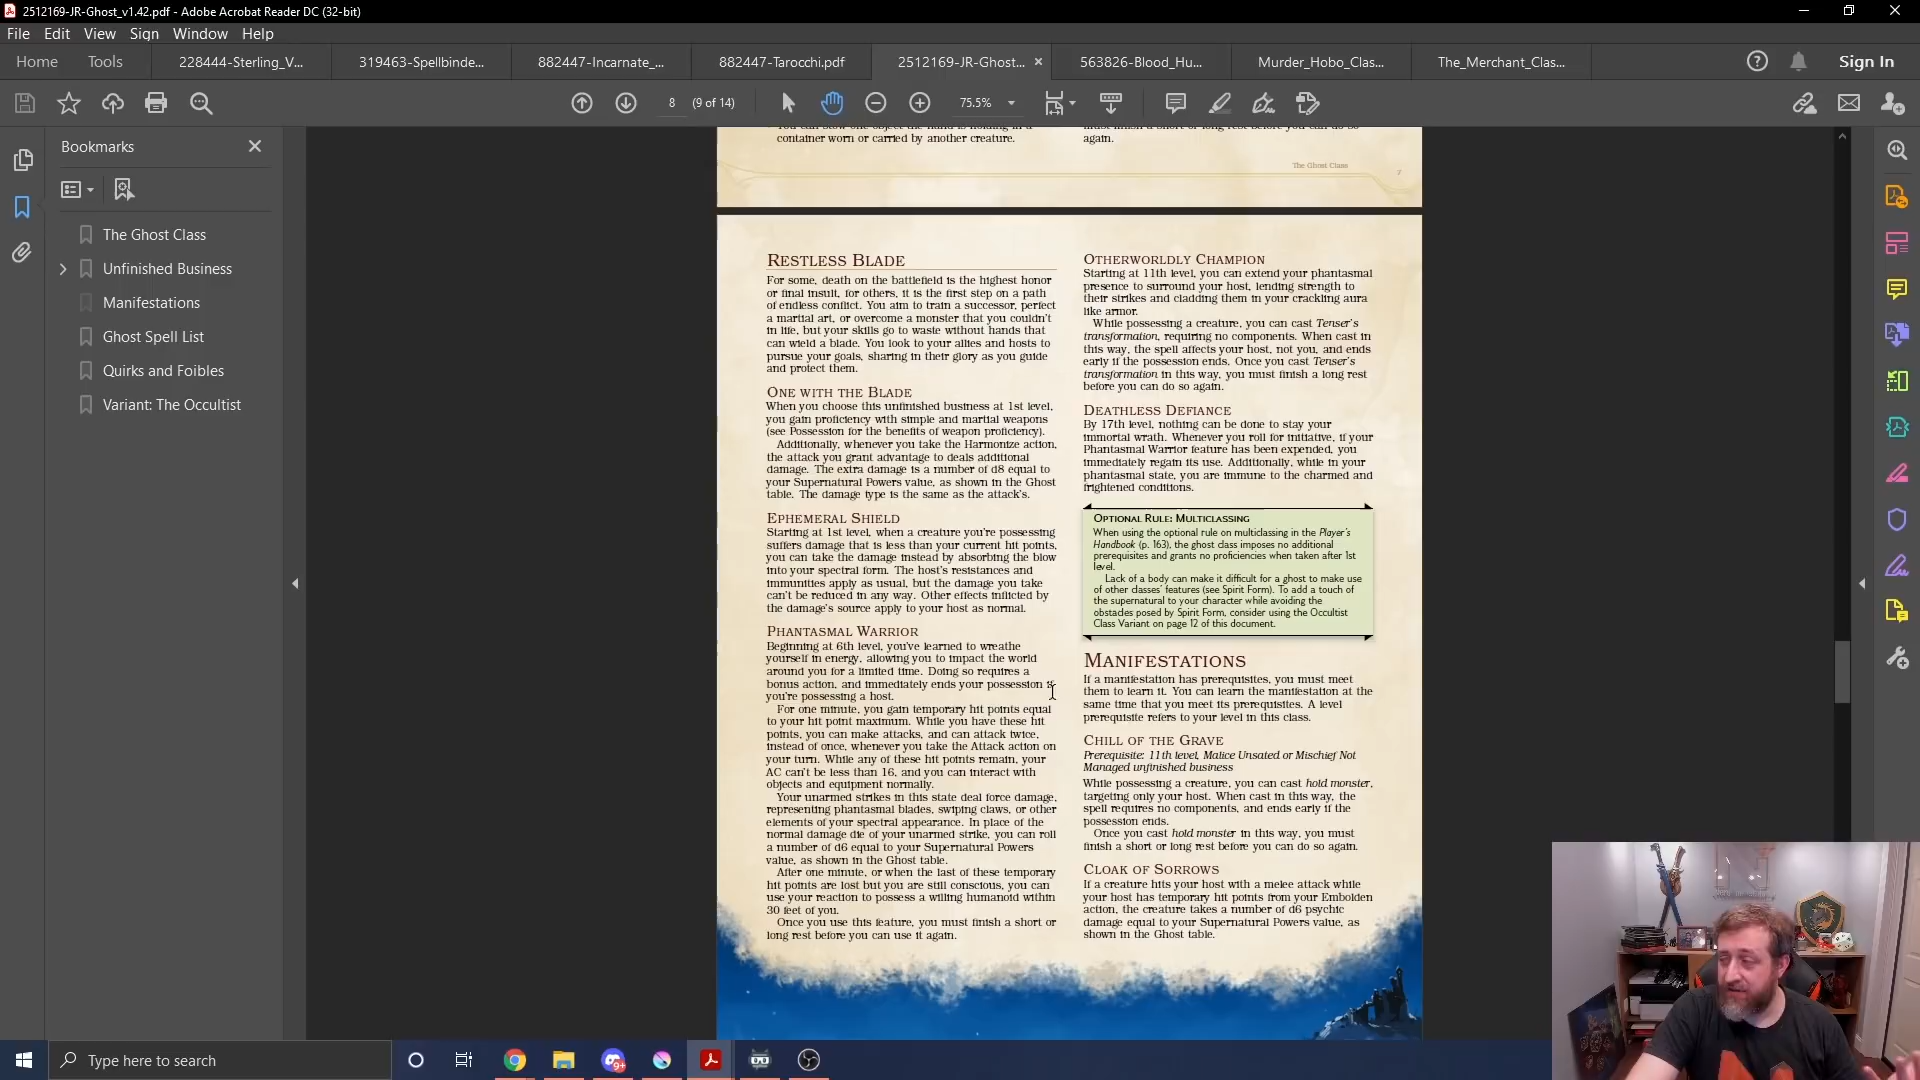 2512169-JR-Ghost_v1.42.pdf - Adobe Acrobat Reader DC (32-bit)
File Edit View Sign Window Help
Home Tools 228444-Sterling_V... 319463-Spellbinde... 882447-Incarnate_... 882447-Tarocchi.pdf 2512169-JR-Ghost... 563826-Blood_Hu... Murder_Hobo_Clas... The_Merchant_Clas... Sign In
8 (9 of 14) 75.5%
Bookmarks
The Ghost Class
Unfinished Business
Manifestations
Ghost Spell List
Quirks and Foibles
Variant: The Occultist
container worn or carried by another creature.
again.
The Ghost Class
7
Restless Blade
For some, death on the battlefield is the highest honor
or final insult, for others, it is the first step on a path
of endless conflict. You aim to train a successor, perfect
a martial art, or overcome a monster that you couldn't
in life, but your skills go to waste without hands that
can wield a blade. You look to your allies and hosts to
pursue your goals, sharing in their glory as you guide
and protect them.
One with the Blade
When you choose this unfinished business at 1st level,
you gain proficiency with simple and martial weapons
(see Possession for the benefits of weapon proficiency).
Additionally, whenever you take the Harmonize action,
the attack you grant advantage to deals additional
damage. The extra damage is a number of d8 equal to
your Supernatural Powers value, as shown in the Ghost
table. The damage type is the same as the attack's.
Ephemeral Shield
Starting at 1st level, when a creature you're possessing
suffers damage that is less than your current hit points,
you can take the damage instead by absorbing the blow
into your spectral form. The host's resistances and
immunities apply as usual, but the damage you take
can't be reduced in any way. Other effects inflicted by
the damage's source apply to your host as normal.
Phantasmal Warrior
Beginning at 6th level, you've learned to wreathe
yourself in energy, allowing you to impact the world
around you for a limited time. Doing so requires a
bonus action, and immediately ends your possession if
you're possessing a host.
For one minute, you gain temporary hit points equal
to your hit point maximum. While you have these hit
points, you can make attacks, and can attack twice,
instead of once, whenever you take the Attack action on
your turn. While any of these hit points remain, your
AC can't be less than 16, and you can interact with
objects and equipment normally.
Your unarmed strikes in this state deal force damage,
representing phantasmal blades, swiping claws, or other
elements of your spectral appearance. In place of the
normal damage die of your unarmed strike, you can roll
a number of d6 equal to your Supernatural Powers
value, as shown in the Ghost table.
After one minute, or when the last of these temporary
hit points are lost but you are still conscious, you can
use your reaction to possess a willing humanoid within
30 feet of you.
Once you use this feature, you must finish a short or
long rest before you can use it again.
Otherworldly Champion
Starting at 11th level, you can extend your phantasmal
presence to surround your host, lending strength to
their strikes and cladding them in your crackling aura
like armor.
While possessing a creature, you can cast Tenser's
transformation, requiring no components. When cast in
this way, the spell affects your host, not you, and ends
early if the possession ends. Once you cast Tenser's
transformation in this way, you must finish a long rest
before you can do so again.
Deathless Defiance
By 17th level, nothing can be done to stay your
immortal wrath. Whenever you roll for initiative, if your
Phantasmal Warrior feature has been expended, you
immediately regain its use. Additionally, while in your
phantasmal state, you are immune to the charmed and
frightened conditions.
Optional Rule: Multiclassing
When using the optional rule on multiclassing in the Player's
Handbook (p. 163), the ghost class imposes no additional
prerequisites and grants no proficiencies when taken after 1st
level.
Lack of a body can make it difficult for a ghost to make use
of other classes' features (see Spirit Form). To add a touch of
the supernatural to your character while avoiding the
obstacles posed by Spirit Form, consider using the Occultist
Class Variant on page 12 of this document.
Manifestations
If a manifestation has prerequisites, you must meet
them to learn it. You can learn the manifestation at the
same time that you meet its prerequisites. A level
prerequisite refers to your level in this class.
Chill of the Grave
Prerequisite: 11th level, Malice Unsated or Mischief Not
Managed unfinished business
While possessing a creature, you can cast hold monster,
targeting only your host. When cast in this way, the
spell requires no components, and ends early if the
possession ends.
Once you cast hold monster in this way, you must
finish a short or long rest before you can do so again.
Cloak of Sorrows
If a creature hits your host with a melee attack while
your host has temporary hit points from your Embolden
action, the creature takes a number of d6 psychic
damage equal to your Supernatural Powers value, as
shown in the Ghost table.
Type here to search
9+